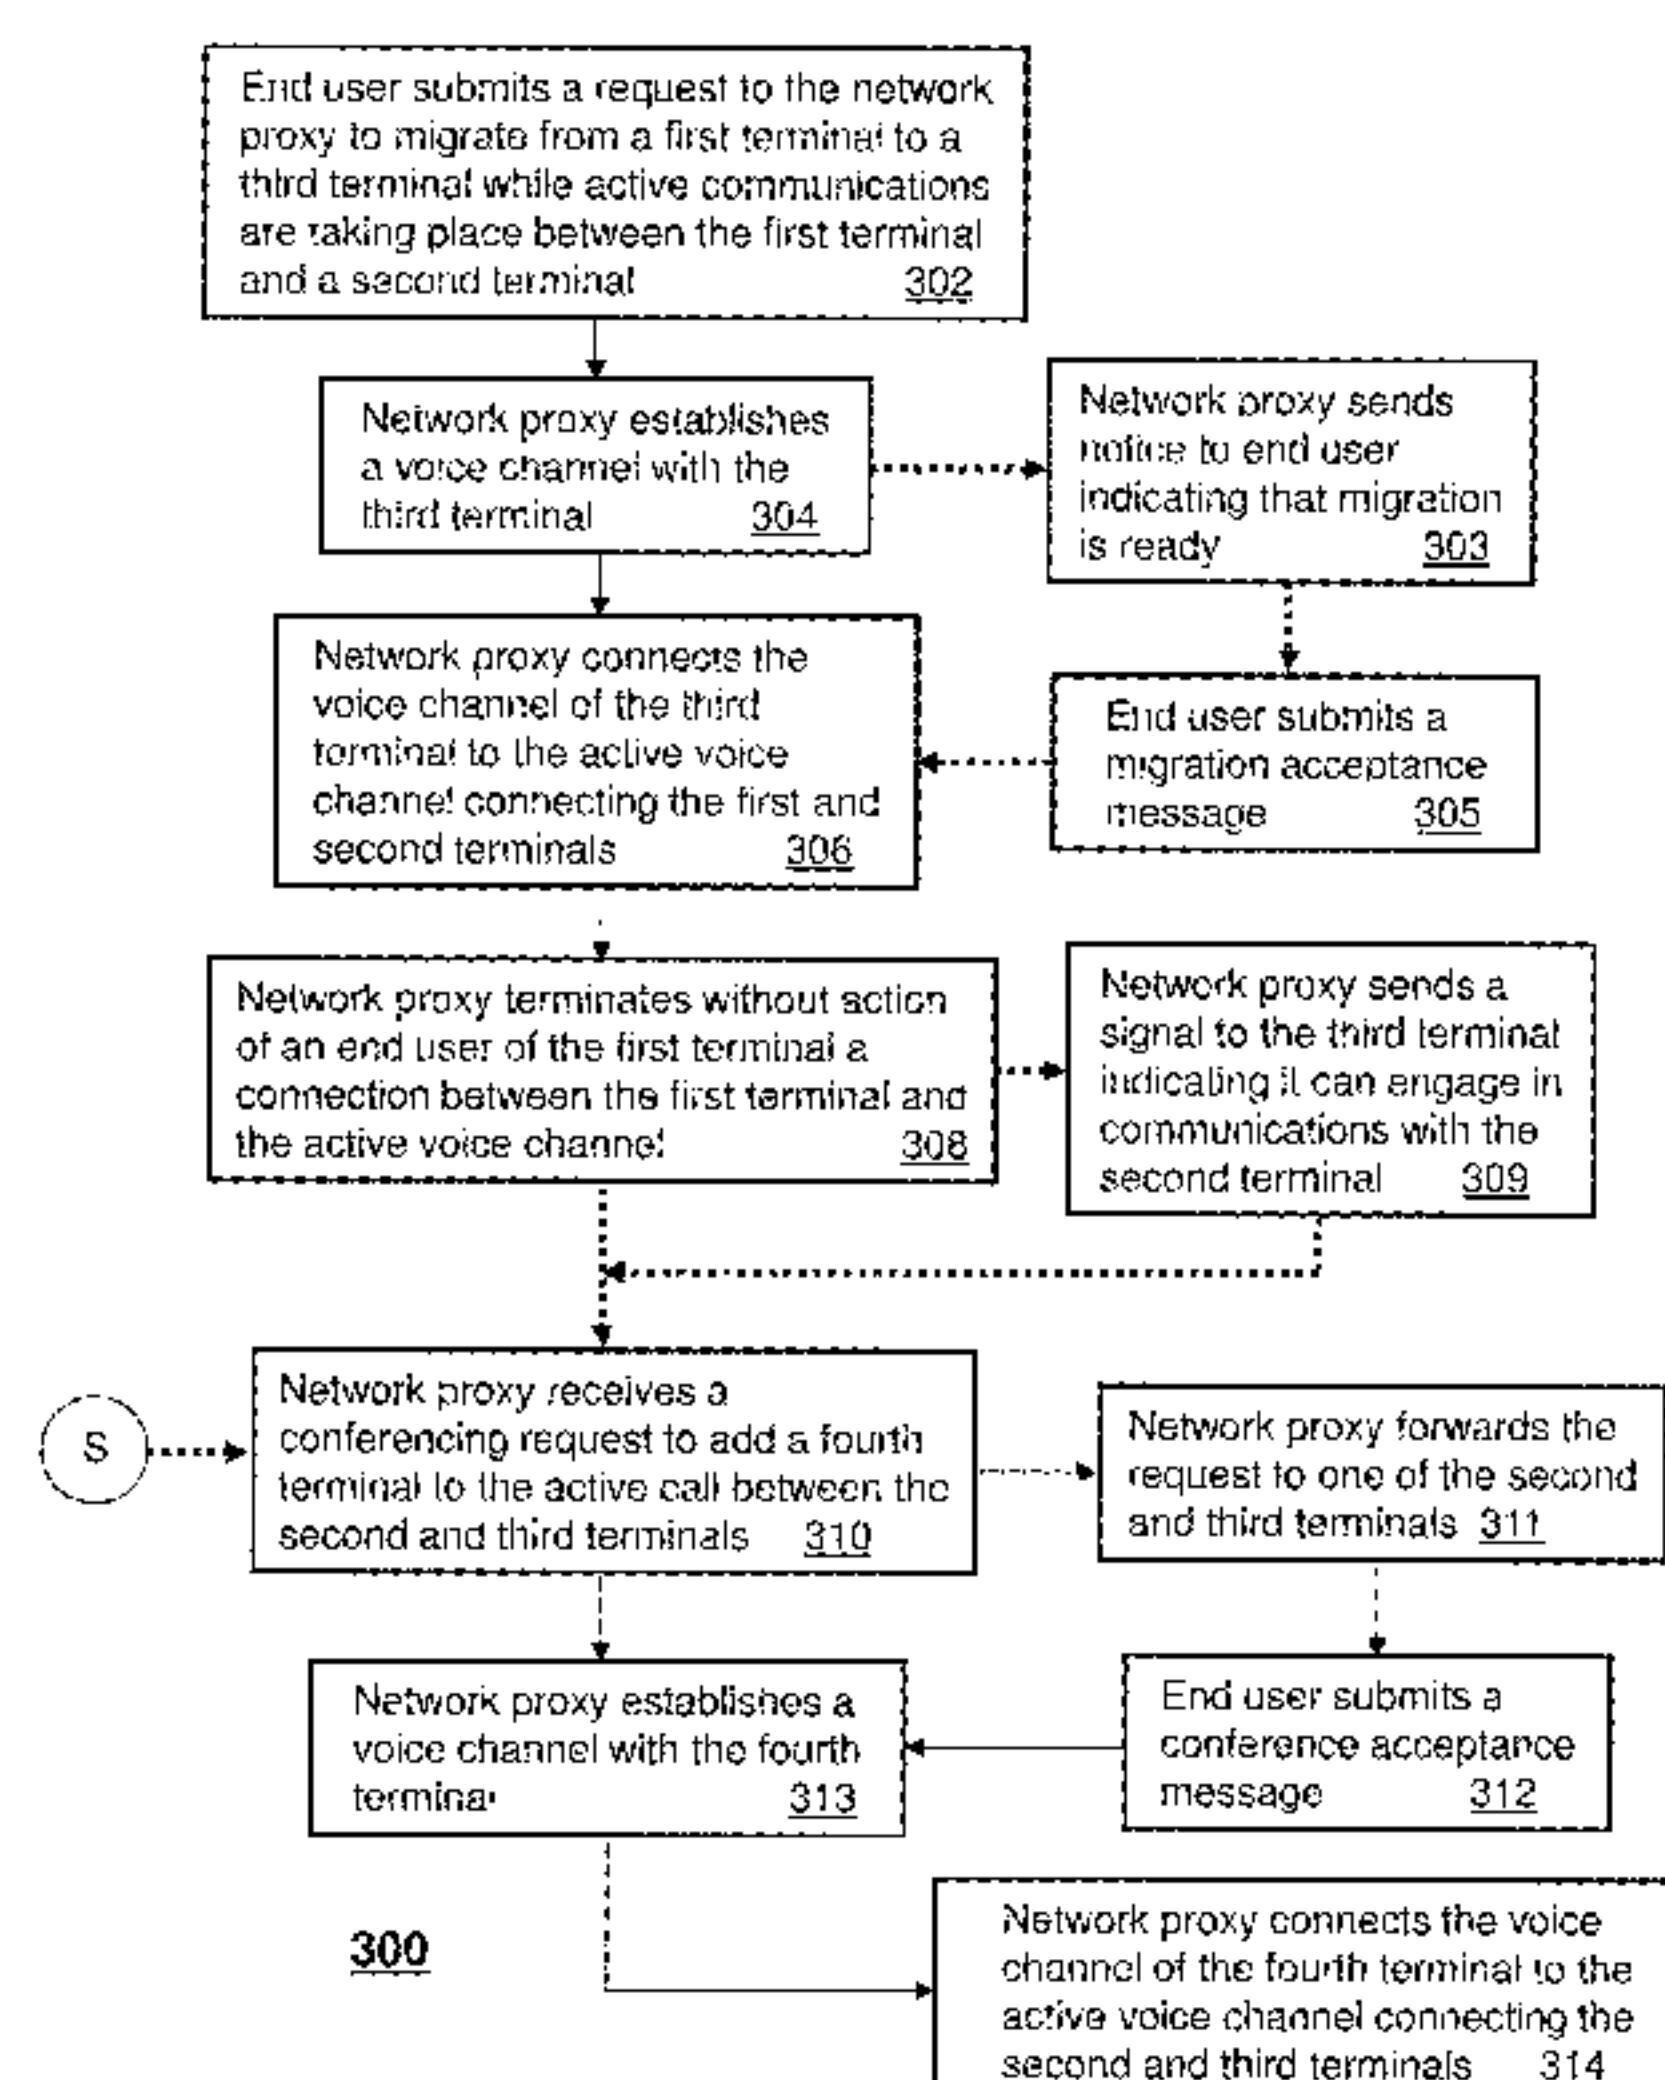 End user submits a request to the network
proxy to migrate from a first terminal to a
third terminal while active communications
are taking place between the first terminal
and a second terminal 302
Network proxy establishes
a voice channel with the
third terminal 304
Network proxy sends
notice to end user
indicating that migration
is ready 303
Network proxy connects the
voice channel of the third
terminal to the active voice
channel connecting the first and
second terminals 306
End user submits a
migration acceptance
message 305
Network proxy terminates without action
of an end user of the first terminal a
connection between the first terminal and
the active voice channel 308
Network proxy sends a
signal to the third terminal
indicating it can engage in
communications with the
second terminal 309
S
Network proxy receives a
conferencing request to add a fourth
terminal to the active call between the
second and third terminals 310
Network proxy forwards the
request to one of the second
and third terminals 311
Network proxy establishes a
voice channel with the fourth
terminal 313
End user submits a
conference acceptance
message 312
300
Network proxy connects the voice
channel of the fourth terminal to the
active voice channel connecting the
second and third terminals 314